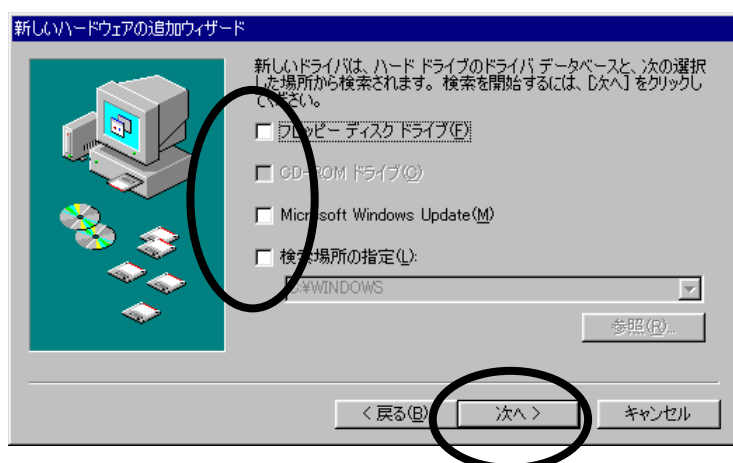 新しいハードウェアの追加ウィザード
新しいドライバは、ハード ドライブのドライバ データベースと、次の選択
した場所から検索されます。検索を開始するには、[次へ] をクリックし
てください。
フロッピー ディスク ドライブ(F)
CD-ROM ドライブ(C)
Microsoft Windows Update(M)
検索場所の指定(L):
C:¥WINDOWS
参照(R)...
< 戻る(B)
次へ >
キャンセル